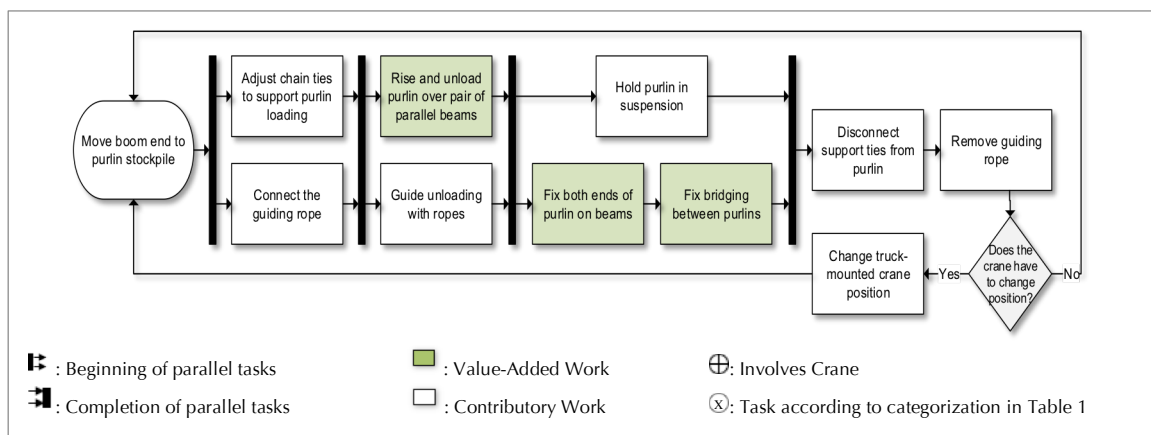 Move boom end to
purlin stockpile
Adjust chain ties
to support purlin
loading
Connect the
guiding rope
Rise and unload
purlin over pair of
parallel beams
Guide unloading
with ropes
Hold purlin in
suspension
Fix both ends of
purlin on beams
Fix bridging
between purlins
Disconnect
support ties from
purlin
Remove guiding
rope
Does the
crane have
to change
position?
Yes
No
Change truck-
mounted crane
position
: Beginning of parallel tasks
: Completion of parallel tasks
: Value-Added Work
: Contributory Work
: Involves Crane
X: Task according to categorization in Table 1